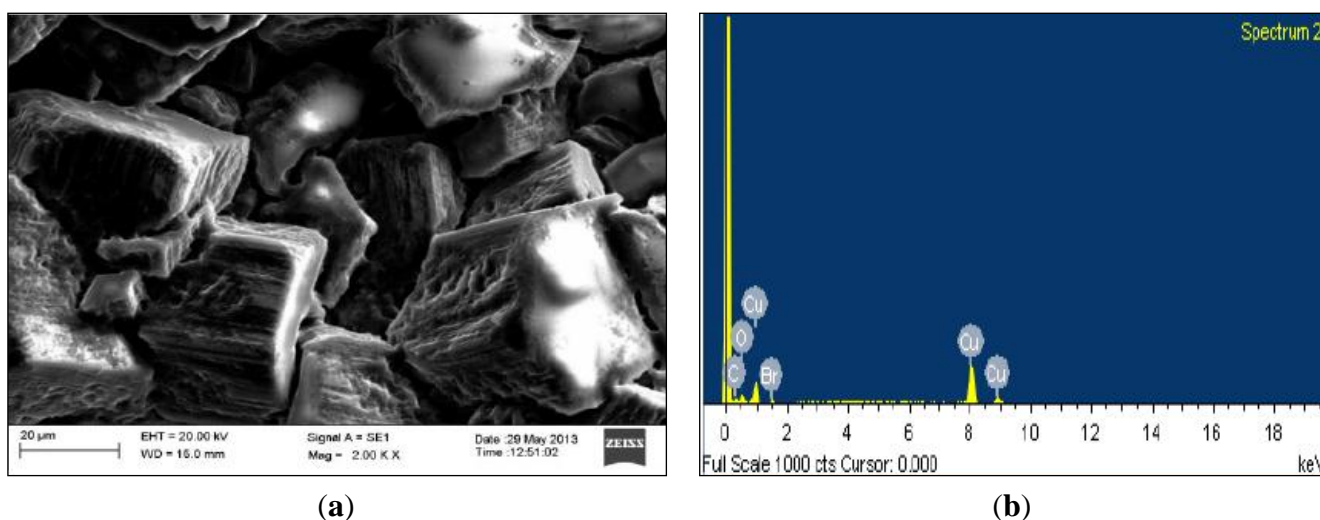 Spectrum 2
Cu
O
C
Br
Cu
Cu
0 2 4 6 8 10 12 14 16 18
Full Scale 1000 cts Cursor: 0.000
keV
20 µm
EHT = 20.00 kV
WD = 15.0 mm
Signal A = SE1
Mag = 2.00 K X
Date :29 May 2013
Time :12:51:02
ZEISS
(a)
(b)